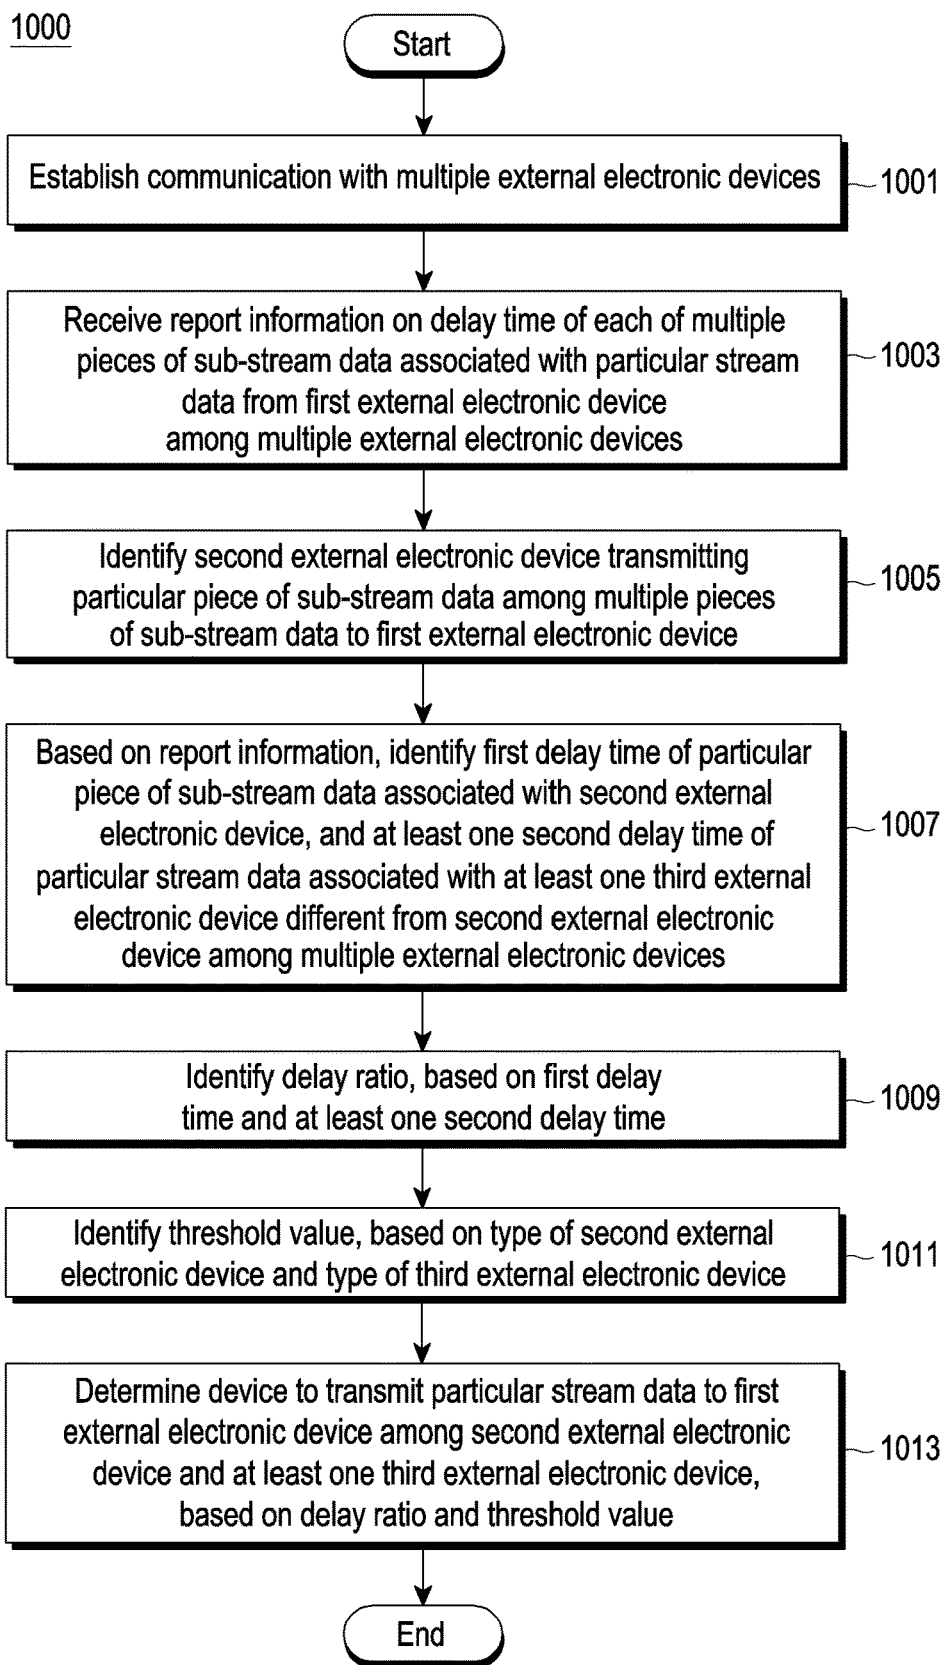 1000
Start
Establish communication with multiple external electronic devices
1001
Receive report information on delay time of each of multiple
pieces of sub-stream data associated with particular stream
data from first external electronic device
among multiple external electronic devices
1003
Identify second external electronic device transmitting
particular piece of sub-stream data among multiple pieces
of sub-stream data to first external electronic device
1005
Based on report information, identify first delay time of particular
piece of sub-stream data associated with second external
electronic device, and at least one second delay time of
particular stream data associated with at least one third external
electronic device different from second external electronic
device among multiple external electronic devices
1007
Identify delay ratio, based on first delay
time and at least one second delay time
1009
Identify threshold value, based on type of second external
electronic device and type of third external electronic device
1011
Determine device to transmit particular stream data to first
external electronic device among second external electronic
device and at least one third external electronic device,
based on delay ratio and threshold value
1013
End